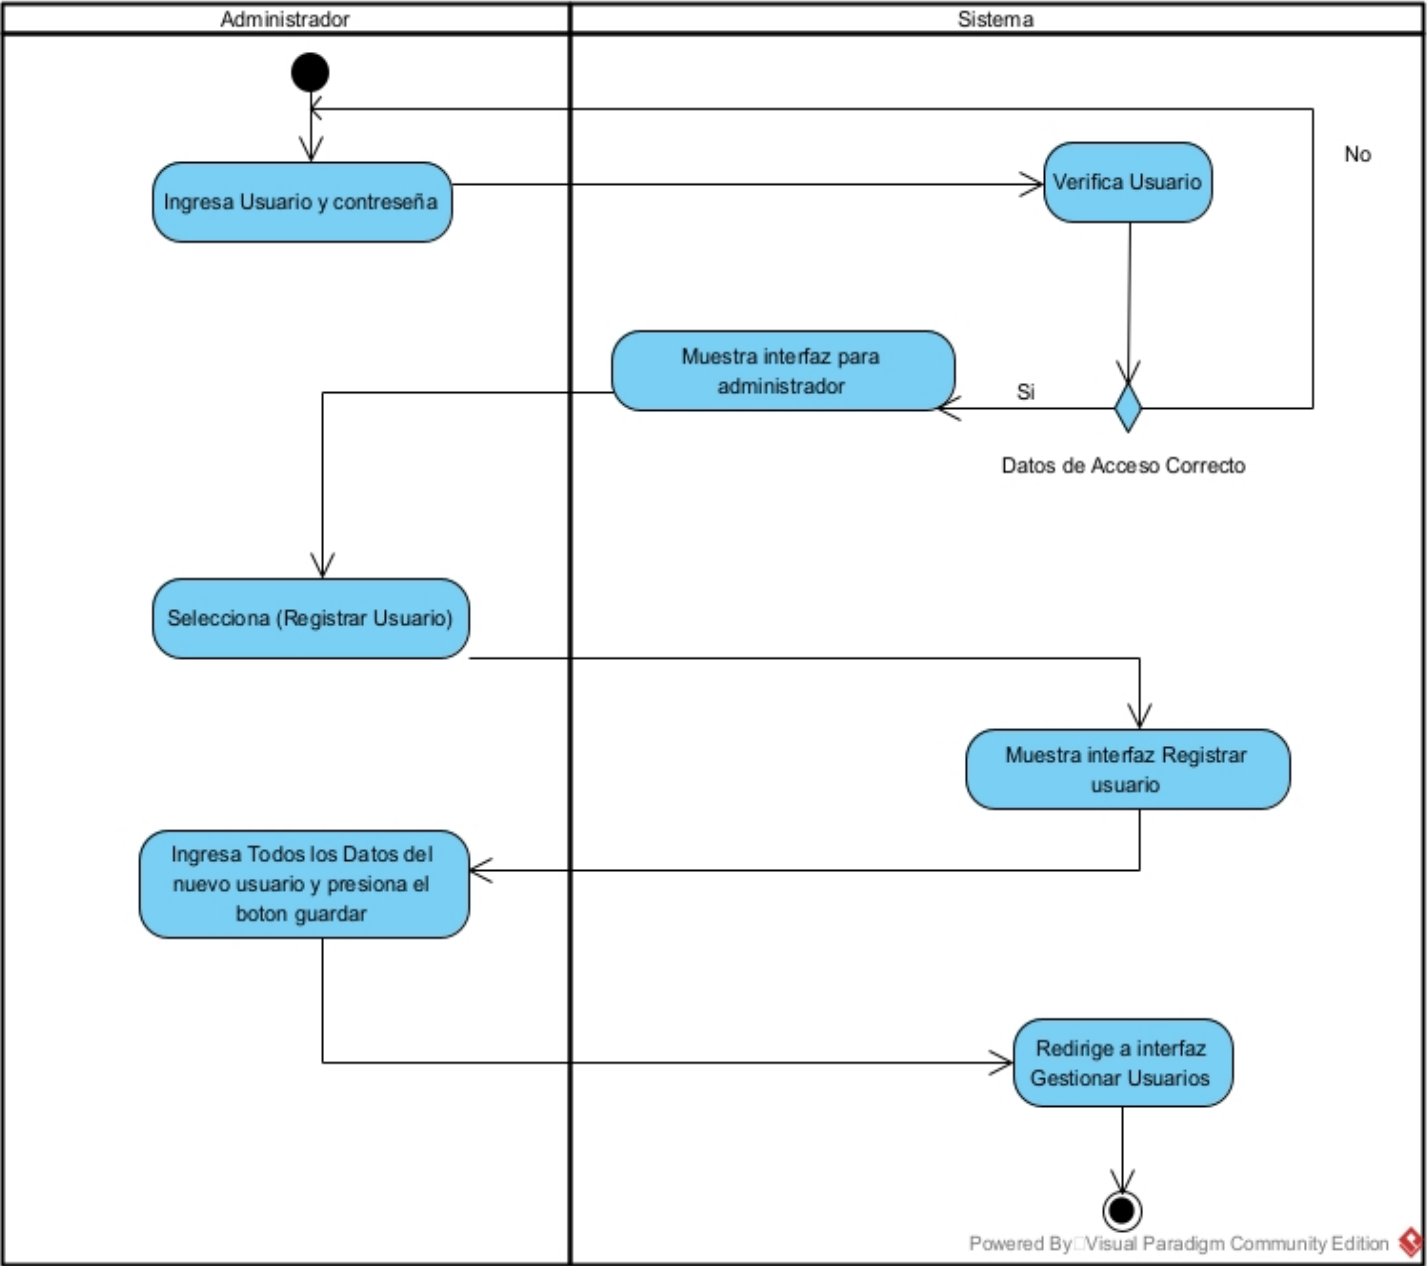 Administrador
Sistema
No
Verifica Usuario
Ingresa Usuario y contreseña
Muestra interfaz para
administrador
Si
Datos de Acceso Correcto
Selecciona (Registrar Usuario)
Muestra interfaz Registrar
usuario
Ingresa Todos los Datos del
nuevo usuario y presiona el
boton guardar
Redirige a interfaz
Gestionar Usuarios
Powered By Visual Paradigm Community Edition